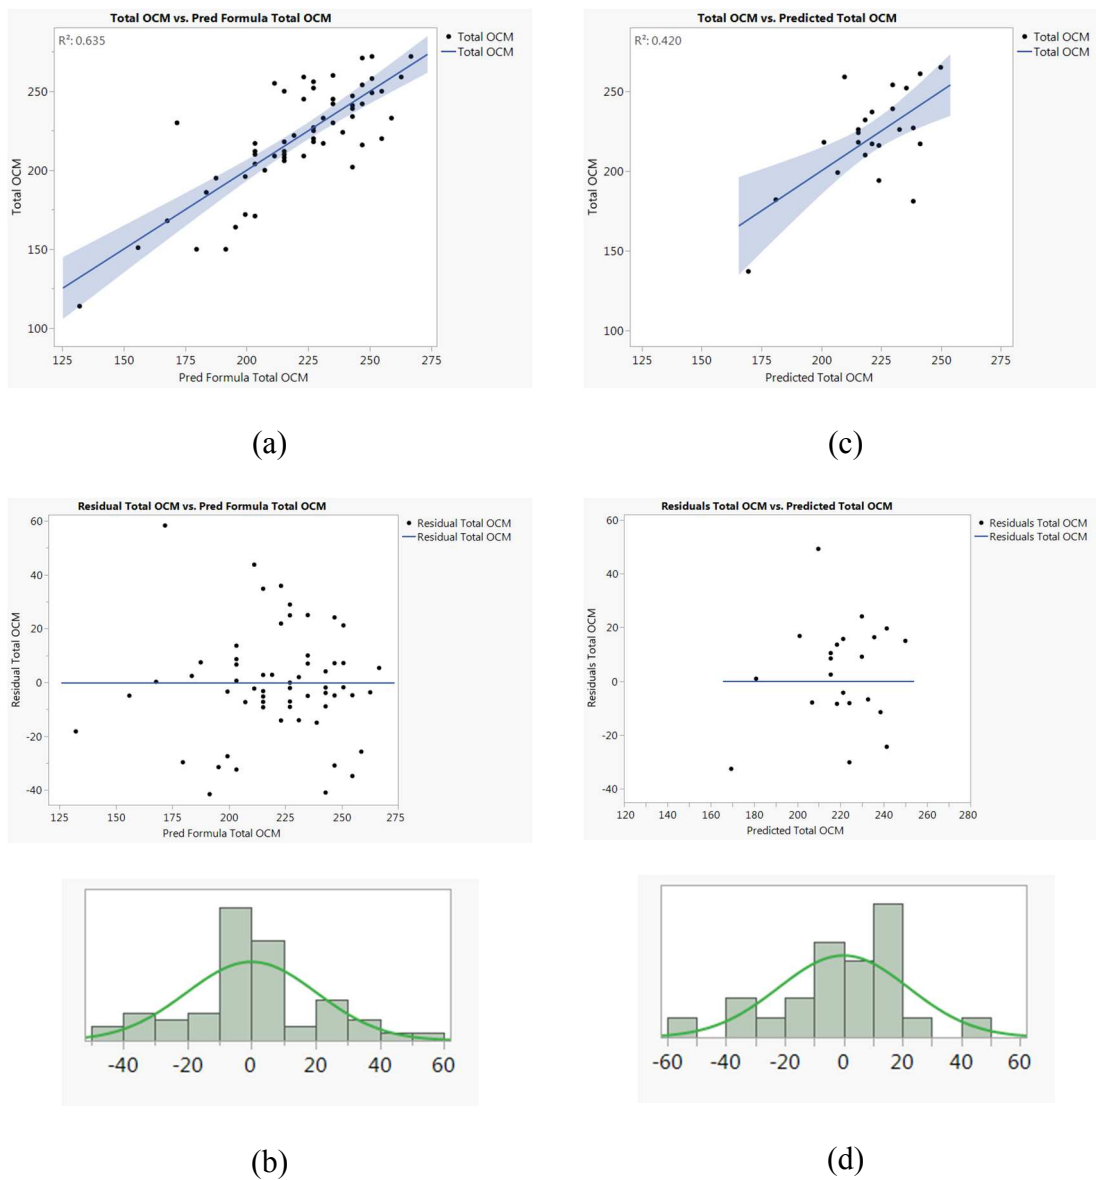 Total OCM vs. Pred Formula Total OCM
R²: 0.635
Total OCM
Total OCM
250
200
150
100
Total OCM
125 150 175 200 225 250 275
Pred Formula Total OCM
(a)
Total OCM vs. Predicted Total OCM
R²: 0.420
Total OCM
Total OCM
250
200
150
100
Total OCM
125 150 175 200 225 250 275
Predicted Total OCM
(c)
Residual Total OCM vs. Pred Formula Total OCM
Residual Total OCM
Residual Total OCM
60
40
20
0
-20
-40
Residual Total OCM
125 150 175 200 225 250 275
Pred Formula Total OCM
Residuals Total OCM vs. Predicted Total OCM
Residuals Total OCM
Residuals Total OCM
60
40
20
0
-20
-40
Residuals Total OCM
120 140 160 180 200 220 240 260 280
Predicted Total OCM
-40 -20 0 20 40 60
(b)
-60 -40 -20 0 20 40 60
(d)